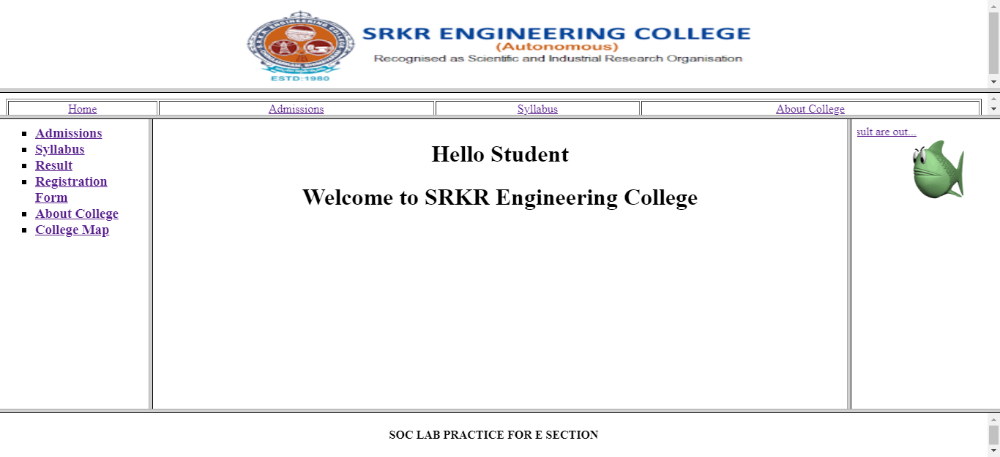 S.R.K.R. ENGINEERING COLLEGE
ESTD:1980
SRKR ENGINEERING COLLEGE
(Autonomous)
Recognised as Scientific and Industrial Research Organisation
Home Admissions Syllabus About College
Admissions
Syllabus
Result
Registration
Form
About College
College Map
Hello Student
Welcome to SRKR Engineering College
sult are out...
SOC LAB PRACTICE FOR E SECTION